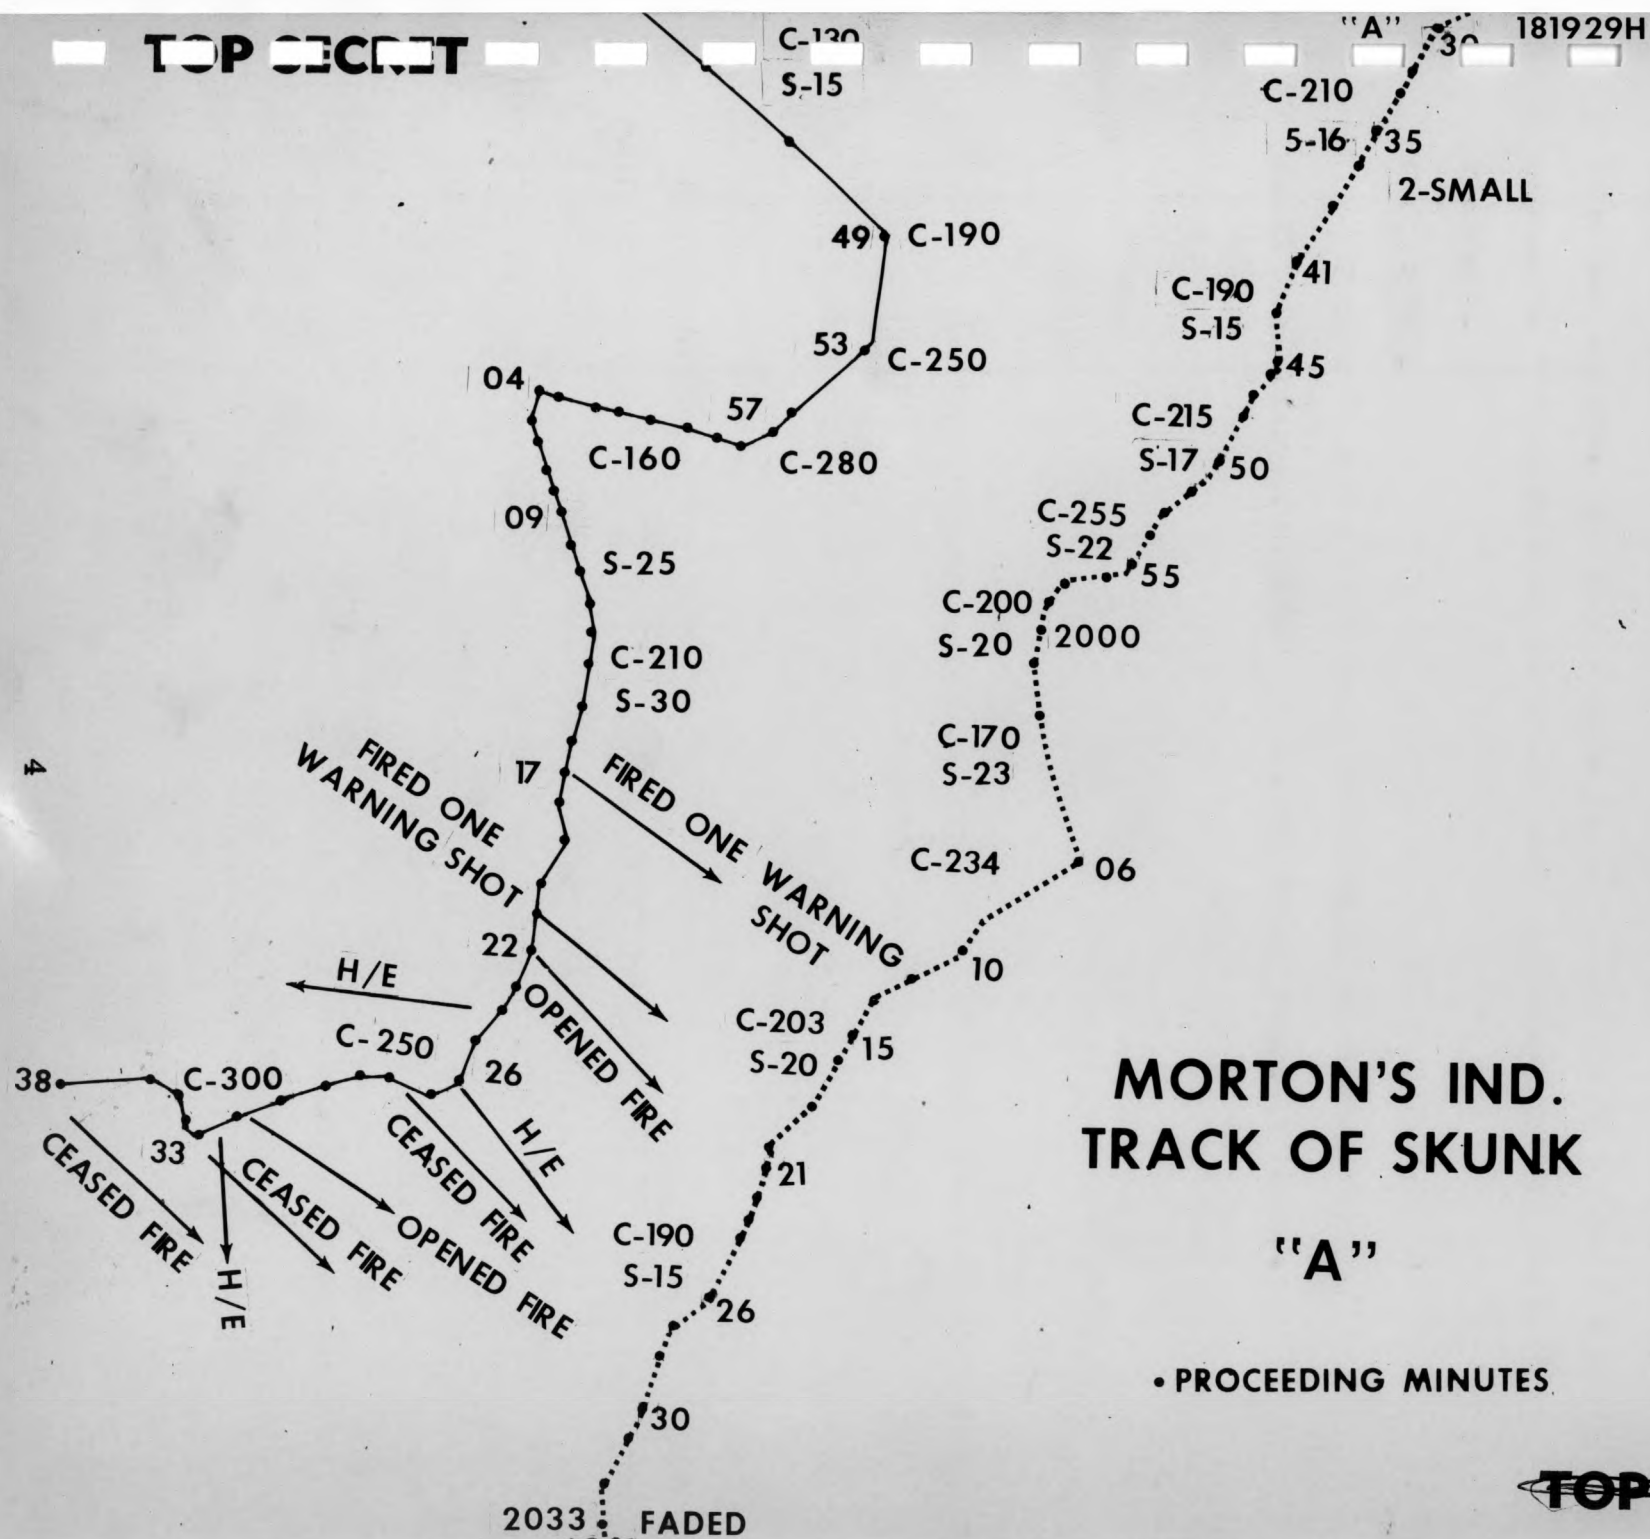 TOP SECRET
C-130
S-15
"A"
30
181929H
C-210
5-16
35
2-SMALL
49
C-190
41
C-190
S-15
53
C-250
45
04
57
C-215
C-160
C-280
S-17
50
09
C-255
S-25
S-22
55
C-200
2000
S-20
C-210
S-30
C-170
S-23
4
FIRED ONE
WARNING SHOT
17
FIRED ONE WARNING
SHOT
C-234
06
22
10
H/E
OPENED FIRE
C-203
S-20
15
C-250
26
38
C-300
MORTON'S IND.
TRACK OF SKUNK
"A"
33
CEASED FIRE
H/E
CEASED FIRE
OPENED FIRE
CEASED FIRE
H/E
21
C-190
S-15
26
• PROCEEDING MINUTES
30
TOP
2033
FADED